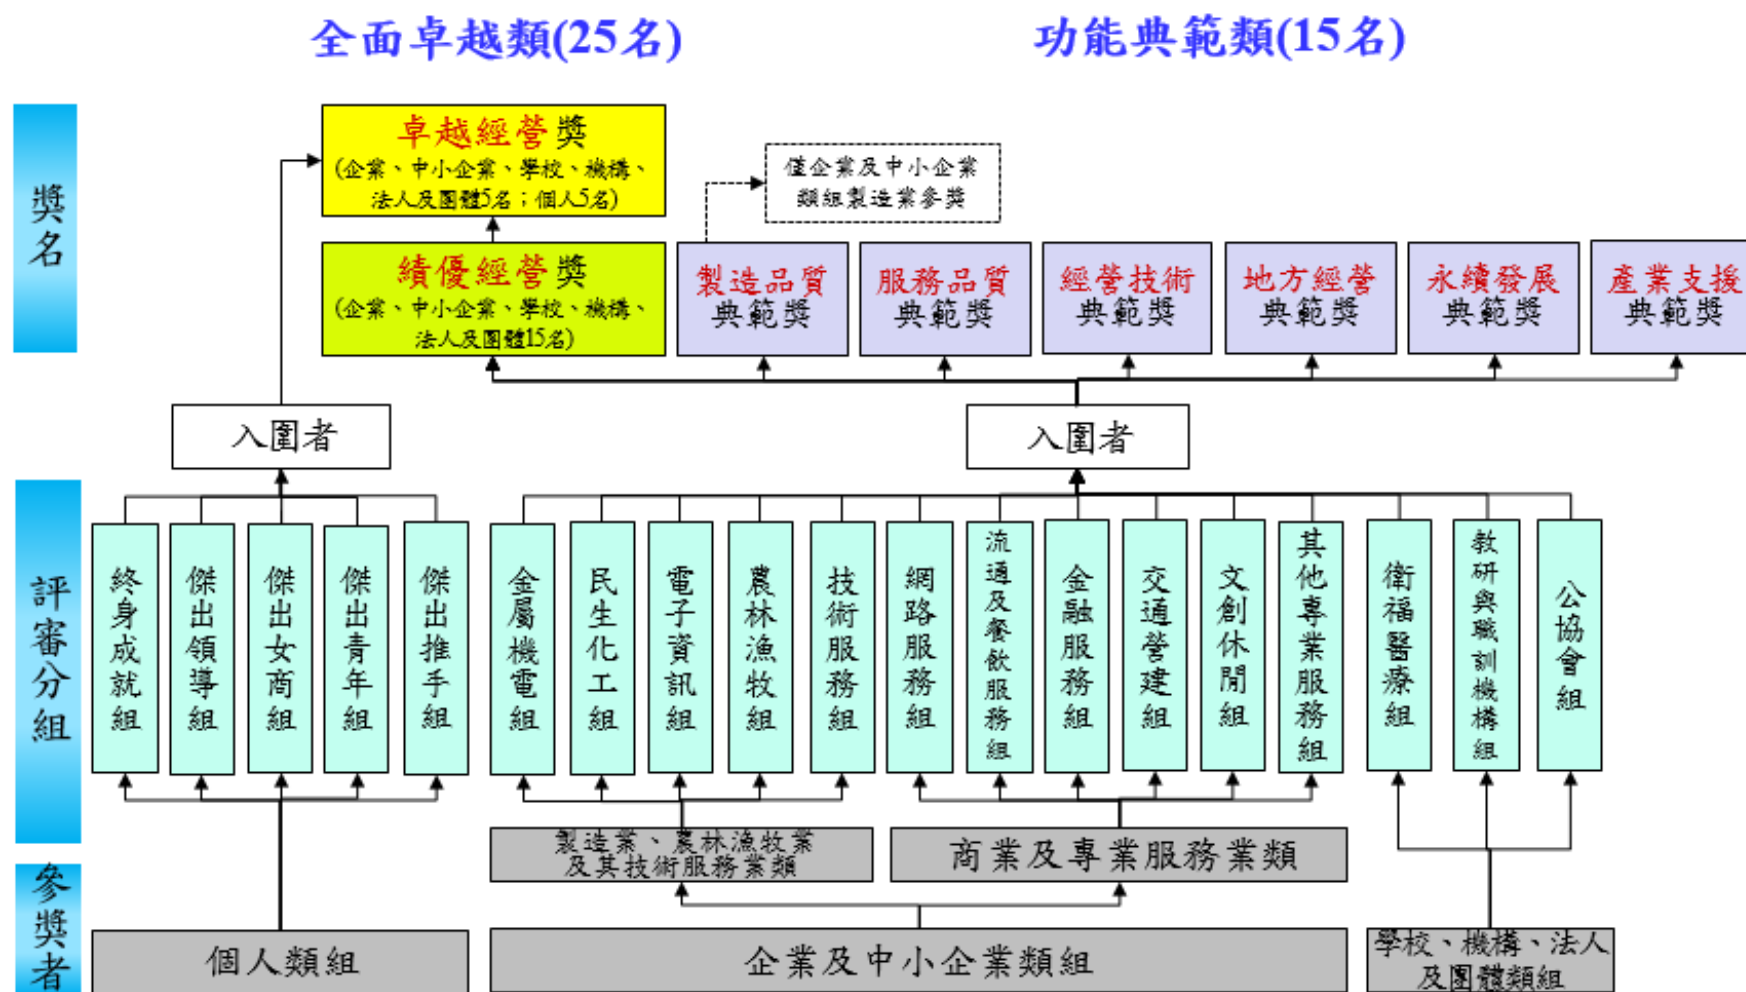 全面卓越類(25名)
功能典範類(15名)
獎名
卓越經營獎
(企業、中小企業、學校、機構、
法人及團體5名；個人5名)
僅企業及中小企業
類組製造業參獎
績優經營獎
(企業、中小企業、學校、機構、
法人及團體15名)
製造品質
典範獎
服務品質
典範獎
經營技術
典範獎
地方經營
典範獎
永續發展
典範獎
產業支援
典範獎
入圍者
入圍者
評審分組
終身成就組
傑出領導組
傑出女商組
傑出青年組
傑出推手組
金屬機電組
民生化工組
電子資訊組
農林漁牧組
技術服務組
網路服務組
流通及餐飲服務組
金融服務組
交通營建組
文創休閒組
其他專業服務組
衛福醫療組
教研與職訓機構組
公協會組
製造業、農林漁牧業
及其技術服務業類
商業及專業服務業類
參獎者
個人類組
企業及中小企業類組
學校、機構、法人
及團體類組